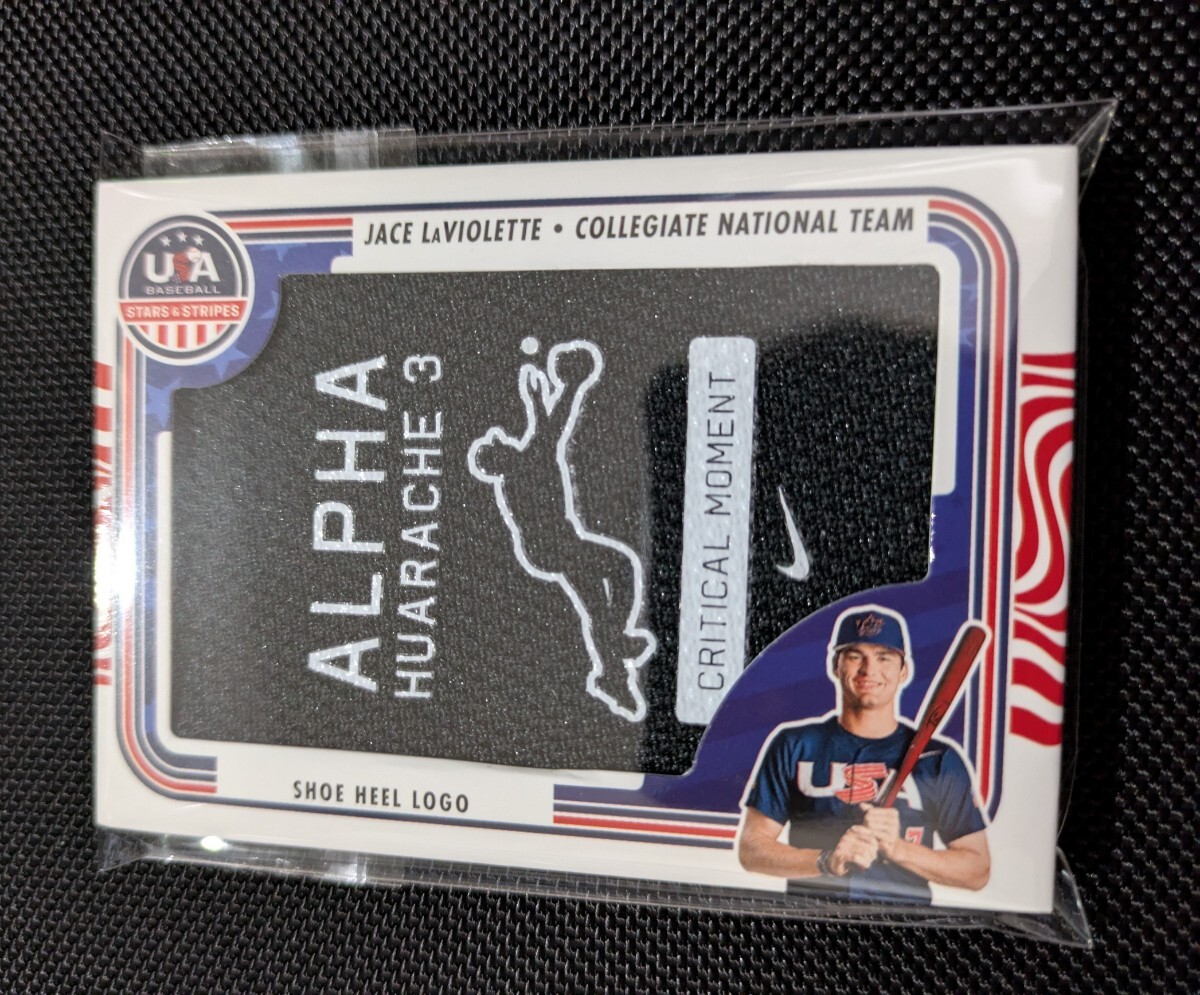 JACE LAVIOLETTE • COLLEGIATE NATIONAL TEAM
USA
BASEBALL
STARS & STRIPES
ALPHA
HUARACHE 3
CRITICAL MOMENT
SHOE HEEL LOGO
USA